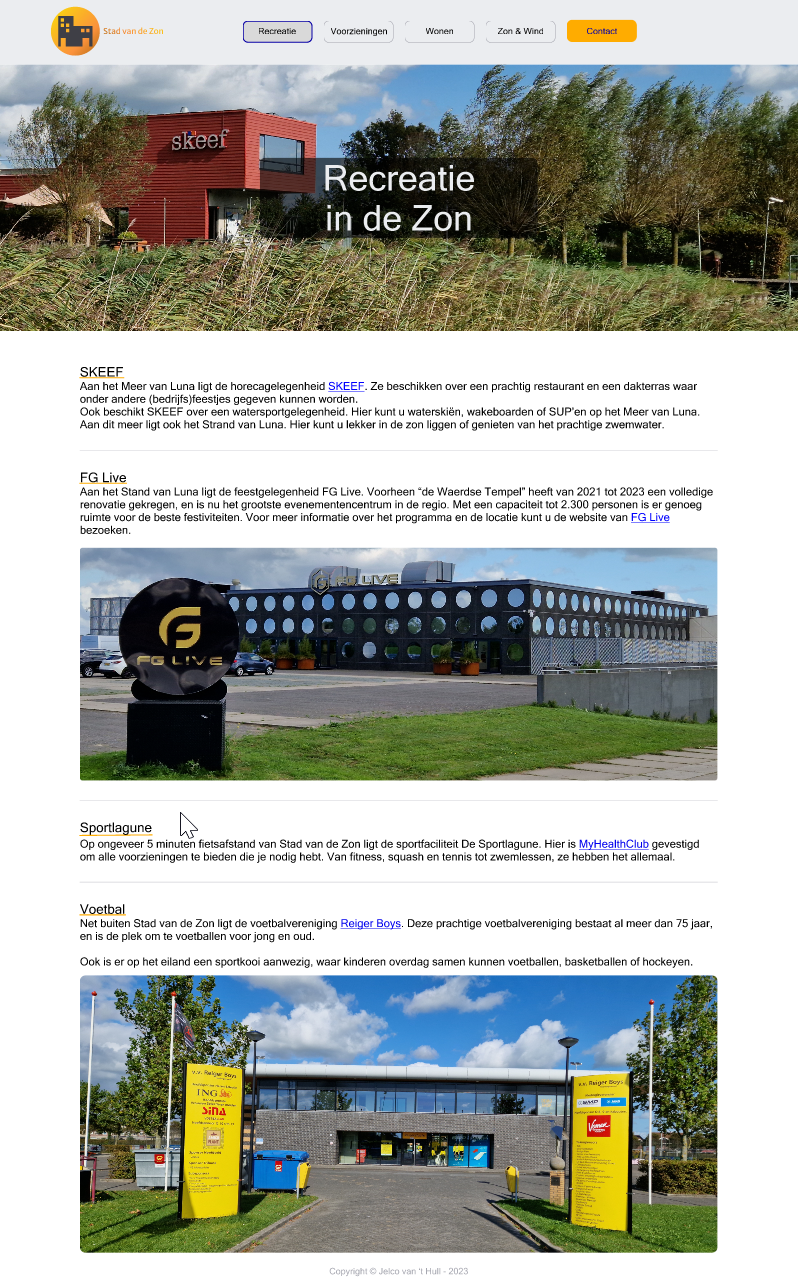 Stad van de Zon
Recreatie
Voorzieningen
Wonen
Zon & Wind
Contact
skeef
Recreatie
in de Zon
SKEEF
Aan het Meer van Luna ligt de horecagelegenheid SKEEF. Ze beschikken over een prachtig restaurant en een dakterras waar
onder andere (bedrijfs)feestjes gegeven kunnen worden.
Ook beschikt SKEEF over een watersportgelegenheid. Hier kunt u waterskiën, wakeboarden of SUP'en op het Meer van Luna.
Aan dit meer ligt ook het Strand van Luna. Hier kunt u lekker in de zon liggen of genieten van het prachtige zwemwater.
FG Live
Aan het Stand van Luna ligt de feestgelegenheid FG Live. Voorheen “de Waerdse Tempel” heeft van 2021 tot 2023 een volledige
renovatie gekregen, en is nu het grootste evenementencentrum in de regio. Met een capaciteit tot 2.300 personen is er genoeg
ruimte voor de beste festiviteiten. Voor meer informatie over het programma en de locatie kunt u de website van FG Live
bezoeken.
FG LIVE
FG LIVE
Sportlagune
Op ongeveer 5 minuten fietsafstand van Stad van de Zon ligt de sportfaciliteit De Sportlagune. Hier is MyHealthClub gevestigd
om alle voorzieningen te bieden die je nodig hebt. Van fitness, squash en tennis tot zwemlessen, ze hebben het allemaal.
Voetbal
Net buiten Stad van de Zon ligt de voetbalvereniging Reiger Boys. Deze prachtige voetbalvereniging bestaat al meer dan 75 jaar,
en is de plek om te voetballen voor jong en oud.
Ook is er op het eiland een sportkooi aanwezig, waar kinderen overdag samen kunnen voetballen, basketballen of hockeyen.
v.v. Reiger Boys
ING
SINA
PLANT
v.v. Reiger Boys
Vomar
Copyright © Jelco van 't Hull - 2023